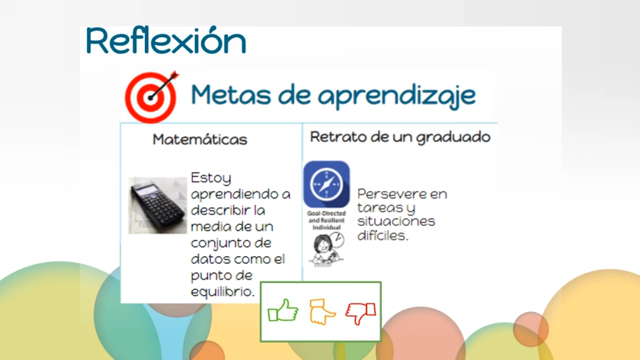 Reflexión
Metas de aprendizaje
Matemáticas
Estoy
aprendiendo a
describir la
media de un
conjunto de
datos como el
punto de
equilibrio.
Retrato de un graduado
Goal-Directed
and Resilient
Individual
Persevere en
tareas y
situaciones
difíciles.